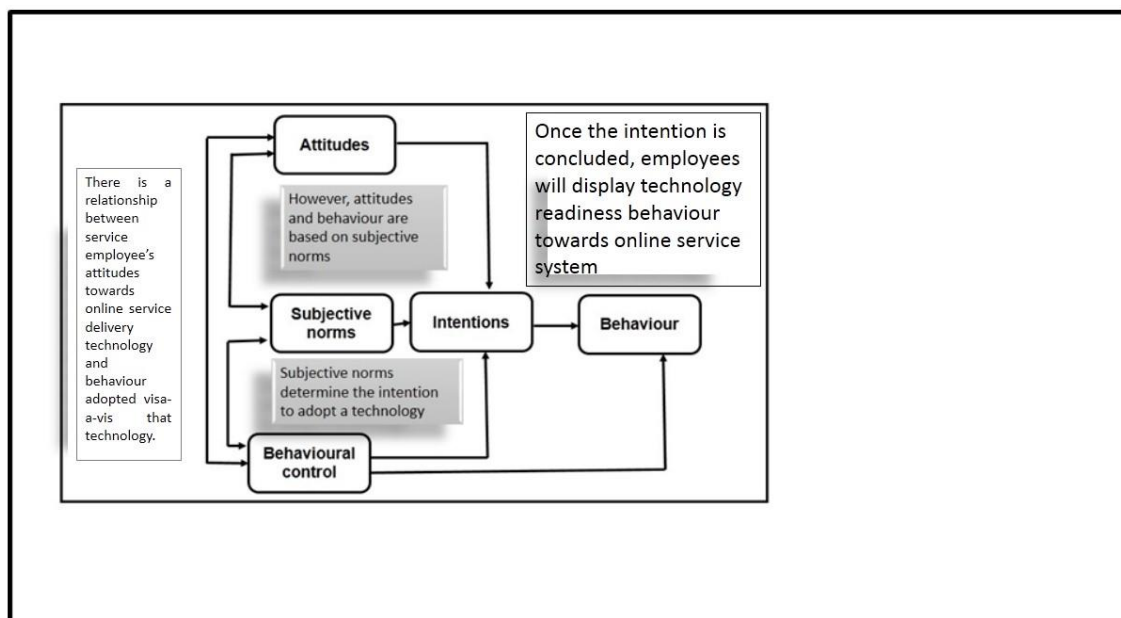 There is a
relationship
between
service
employee's
attitudes
towards
online service
delivery
technology
and
behaviour
adopted visa-
a-vis that
technology.
Attitudes
However, attitudes
and behaviour are
based on subjective
norms
Subjective
norms
Subjective norms
determine the intention
to adopt a technology
Behavioural
control
Intentions
Once the intention is
concluded, employees
will display technology
readiness behaviour
towards online service
system
Behaviour